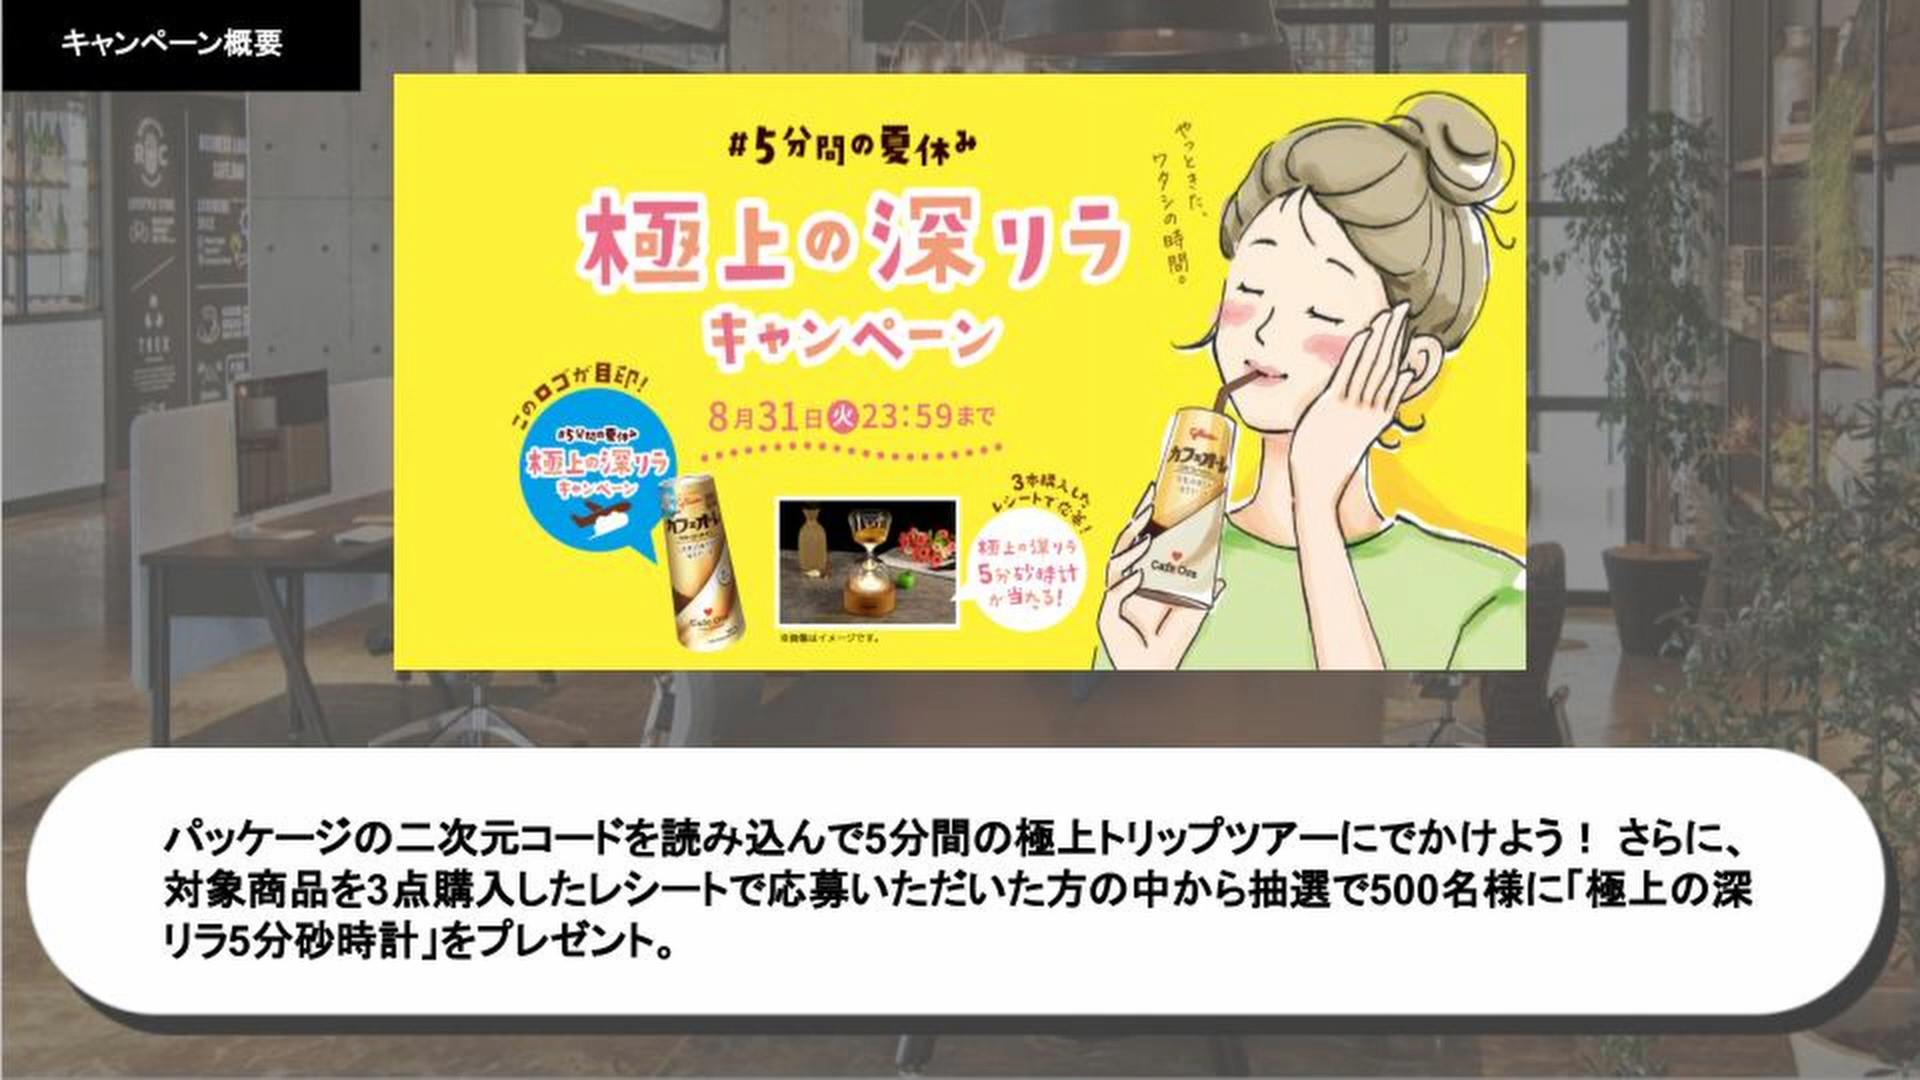 キャンペーン概要
#5分間の夏休み
極上の深リラ
キャンペーン
8月31日火23:59まで
やっときた、
ワタシの時間。
このロゴが目印!
#5分間の夏休み
極上の深リラ
キャンペーン
Glico
カフェオーレ
Café Ore
3本購入した
レシートで応募!
極上の深リラ
5分砂時計
が当たる!
※画像はイメージです。
Glico
カフェオーレ
Café Ore
パッケージの二次元コードを読み込んで5分間の極上トリップツアーにでかけよう！ さらに、
対象商品を3点購入したレシートで応募いただいた方の中から抽選で500名様に「極上の深
リラ5分砂時計」をプレゼント。